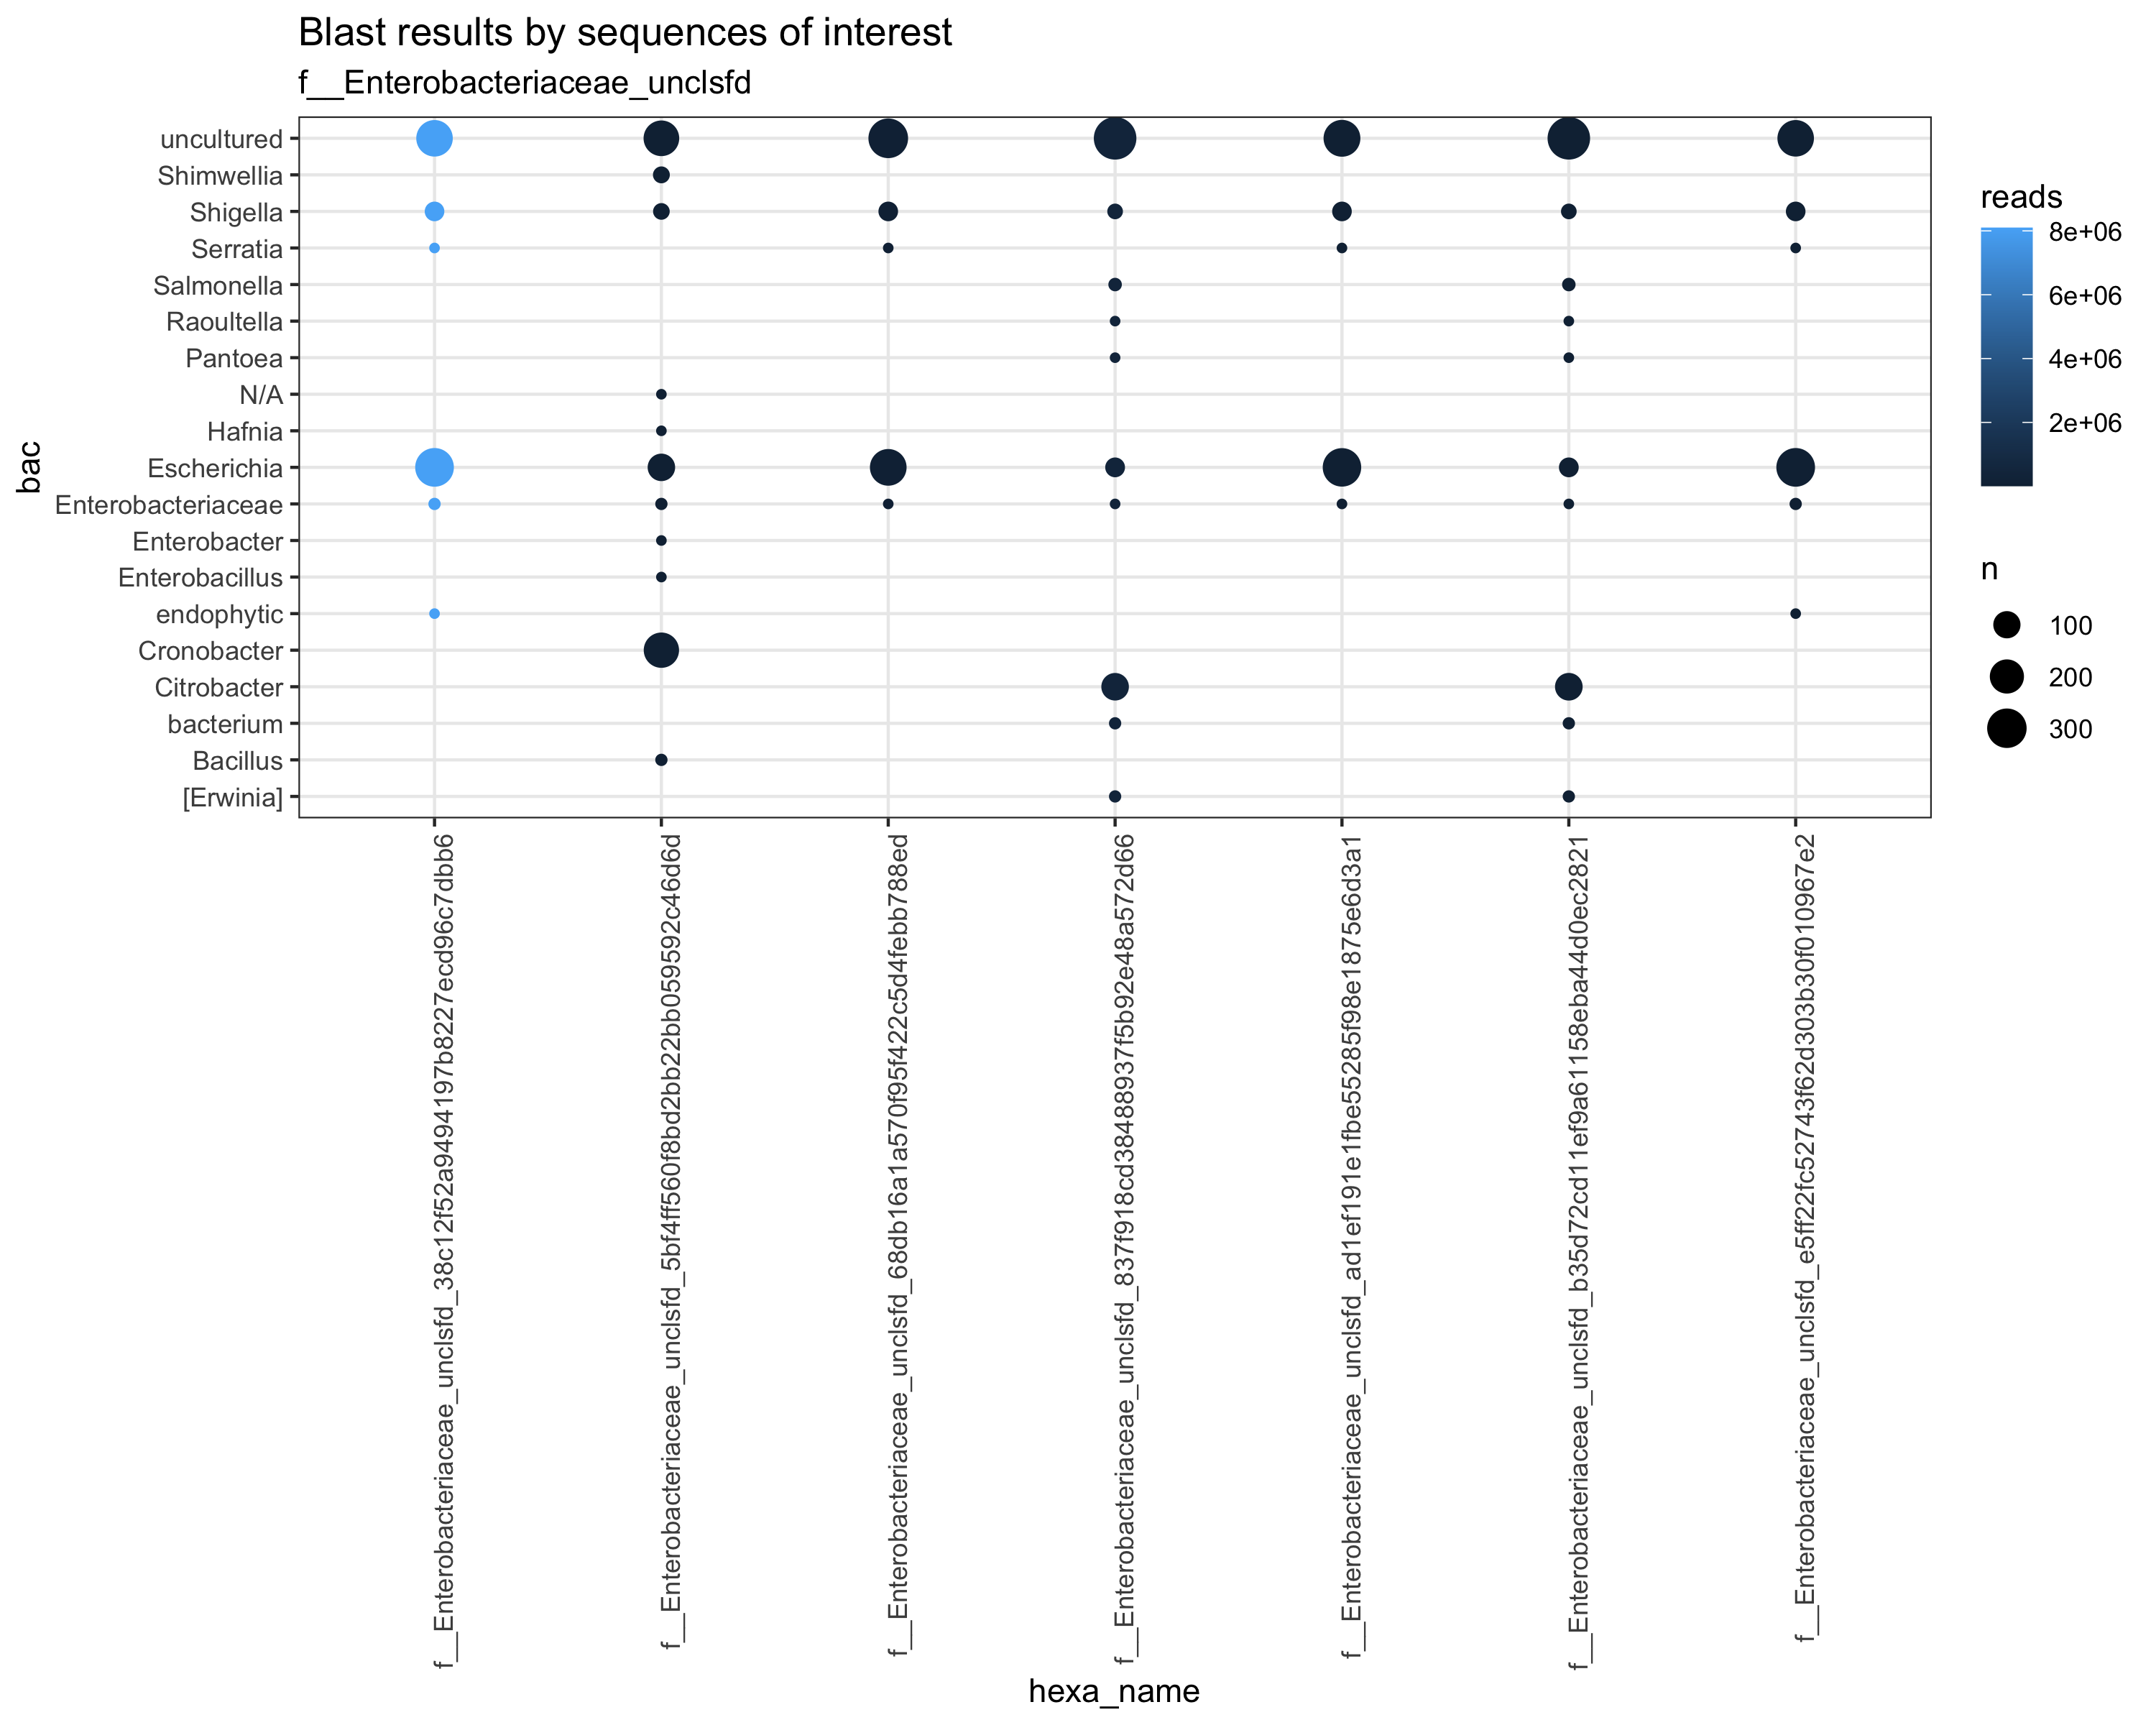 Blast results by sequences of interest
f__Enterobacteriaceae_unclsfd
bac
uncultured
Shimwellia
Shigella
Serratia
Salmonella
Raoultella
Pantoea
N/A
Hafnia
Escherichia
Enterobacteriaceae
Enterobacter
Enterobacillus
endophytic
Cronobacter
Citrobacter
bacterium
Bacillus
[Erwinia]
f__Enterobacteriaceae_unclsfd_38c12f52a9494197b8227ecd96c7dbb6
f__Enterobacteriaceae_unclsfd_5bf4ff560f8bd2bb22bb059592c46d6d
f__Enterobacteriaceae_unclsfd_68db16a1a570f95f422c5d4febb788ed
f__Enterobacteriaceae_unclsfd_837f918cd38488937f5b92e48a572d66
f__Enterobacteriaceae_unclsfd_ad1ef191e1fbe55285f98e1875e6d3a1
f__Enterobacteriaceae_unclsfd_b35d72cd11ef9a61158eba44d0ec2821
f__Enterobacteriaceae_unclsfd_e5ff22fc52743f62d303b30f010967e2
hexa_name
reads
8e+06
6e+06
4e+06
2e+06
n
100
200
300